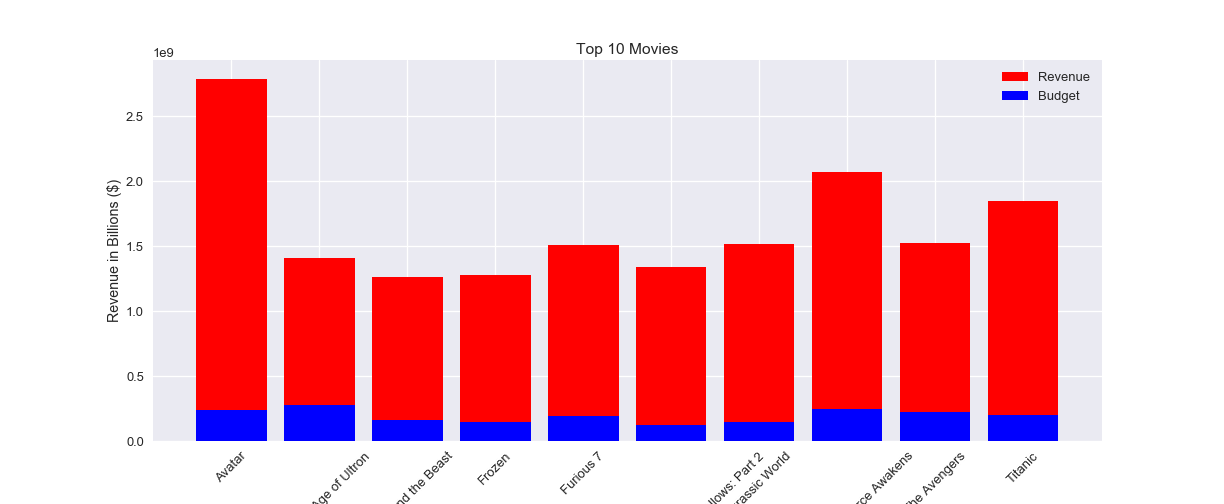 Top 10 Movies
1e9
Revenue
Budget
Revenue in Billions ($)
2.5
2.0
1.5
1.0
0.5
0.0
Avatar
Age of Ultron
nd the Beast
Frozen
Furious 7
llows: Part 2
rassic World
rce Awakens
The Avengers
Titanic